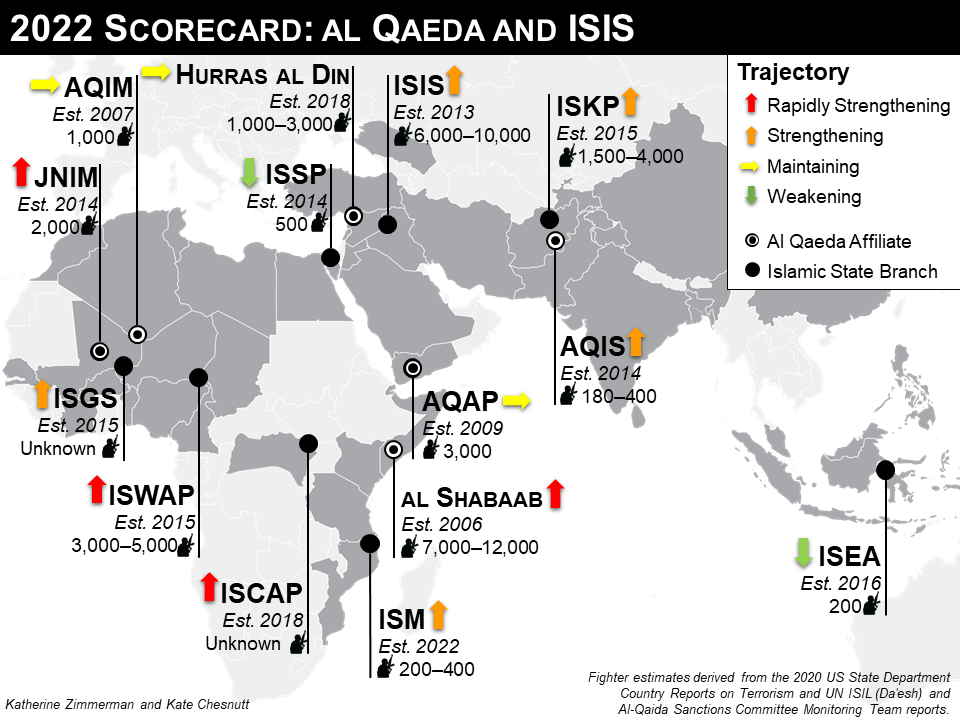 2022 SCORECARD: AL QAEDA AND ISIS
AQIM
Est. 2007
1,000
HURRAS AL DIN
Est. 2018
1,000–3,000
ISIS
Est. 2013
6,000–10,000
ISKP
Est. 2015
1,500–4,000
Trajectory
Rapidly Strengthening
Strengthening
Maintaining
Weakening
Al Qaeda Affiliate
Islamic State Branch
JNIM
Est. 2014
2,000
ISSP
Est. 2014
500
AQIS
Est. 2014
180–400
ISGS
Est. 2015
Unknown
AQAP
Est. 2009
3,000
ISWAP
Est. 2015
3,000–5,000
AL SHABAAB
Est. 2006
7,000–12,000
ISEA
Est. 2016
200
ISCAP
Est. 2018
Unknown
ISM
Est. 2022
200–400
Fighter estimates derived from the 2020 US State Department
Country Reports on Terrorism and UN ISIL (Da'esh) and
Al-Qaida Sanctions Committee Monitoring Team reports.
Katherine Zimmerman and Kate Chesnutt